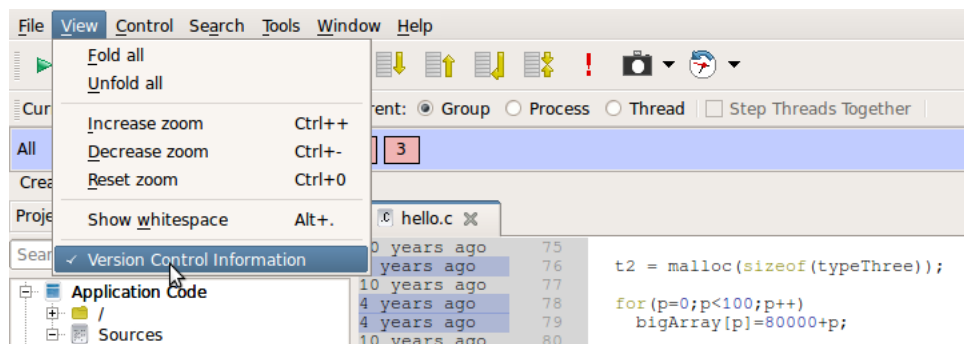 File View Control Search Tools Window Help
Fold all
Unfold all
Increase zoom Ctrl++
Decrease zoom Ctrl+-
Reset zoom Ctrl+0
Show whitespace Alt+.
✓ Version Control Information
Group Process Thread Step Threads Together
All 3
hello.c
years ago 75
years ago 76 t2 = malloc(sizeof(typeThree));
10 years ago 77
4 years ago 78 for(p=0;p<100;p++)
4 years ago 79 bigArray[p]=80000+p;
10 years ago 80
Application Code
/
Sources